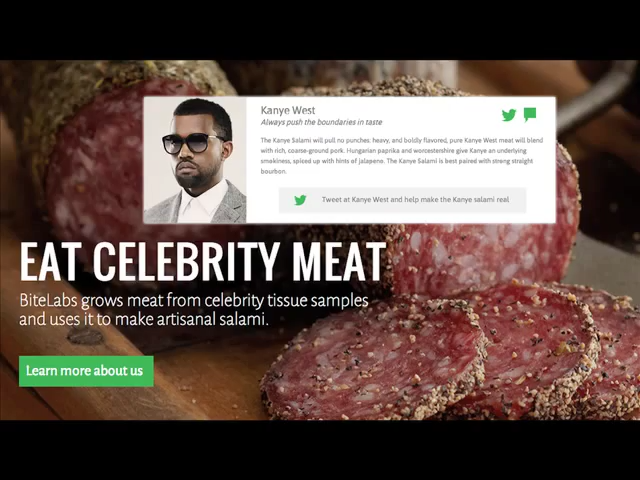 Kanye West
Always push the boundaries in taste
The Kanye Salami will pull no punches: heavy, and boldly flavored, pure Kanye West meat will blend
with rich, coarse-ground pork. Hungarian paprika and worcestershire give Kanye an underlying
smokiness, spiced up with hints of jalapeno. The Kanye Salami is best paired with strong straight
bourbon.
Tweet at Kanye West and help make the Kanye salami real
EAT CELEBRITY MEAT
BiteLabs grows meat from celebrity tissue samples
and uses it to make artisanal salami.
Learn more about us